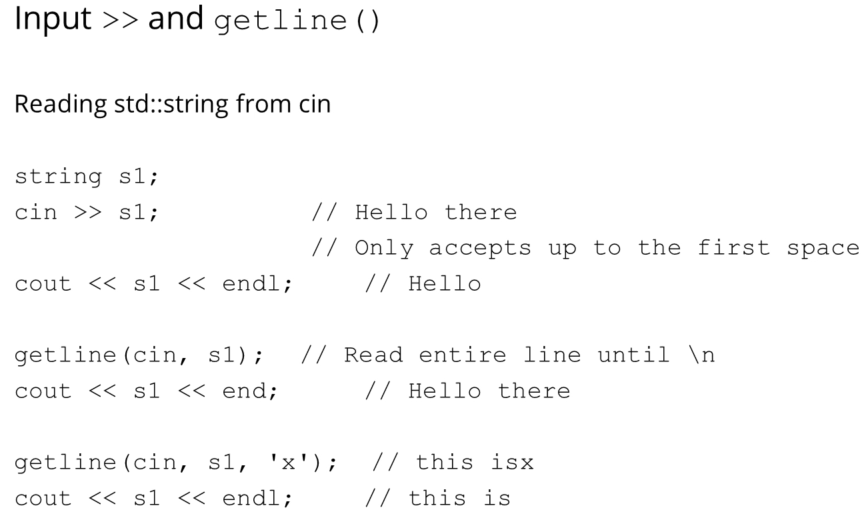 Input >> and getline()
Reading std::string from cin
string s1;
cin >> s1; // Hello there
// Only accepts up to the first space
cout << s1 << endl; // Hello
getline(cin, s1); // Read entire line until \n
cout << s1 << end; // Hello there
getline(cin, s1, 'x'); // this isx
cout << s1 << endl; // this is